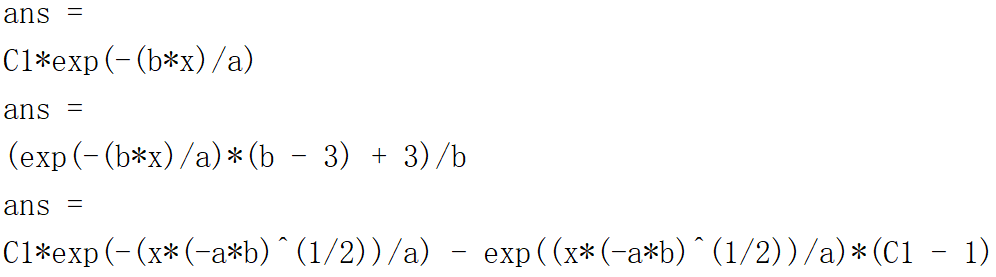 ans =
C1*exp(-(b*x)/a)
ans =
(exp(-(b*x)/a)*(b - 3) + 3)/b
ans =
C1*exp(-(x*(-a*b)^(1/2))/a) - exp((x*(-a*b)^(1/2))/a)*(C1 - 1)